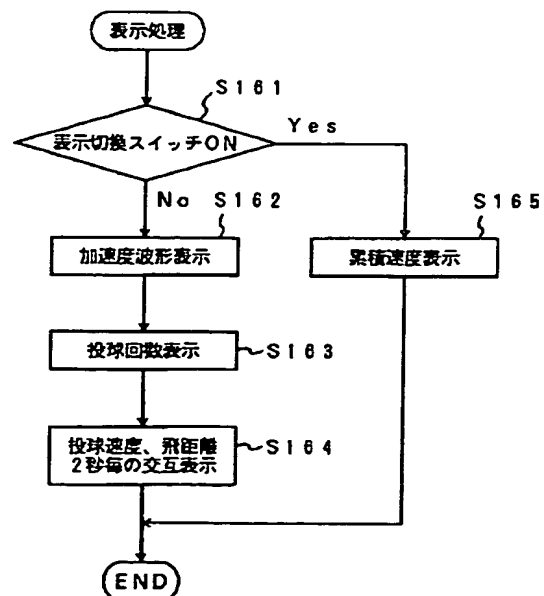 表示処理
S161
表示切換スイッチON
Yes
No
S162
S165
加速度波形表示
累積速度表示
投球回数表示
S163
投球速度、飛距離
2秒毎の交互表示
S164
END